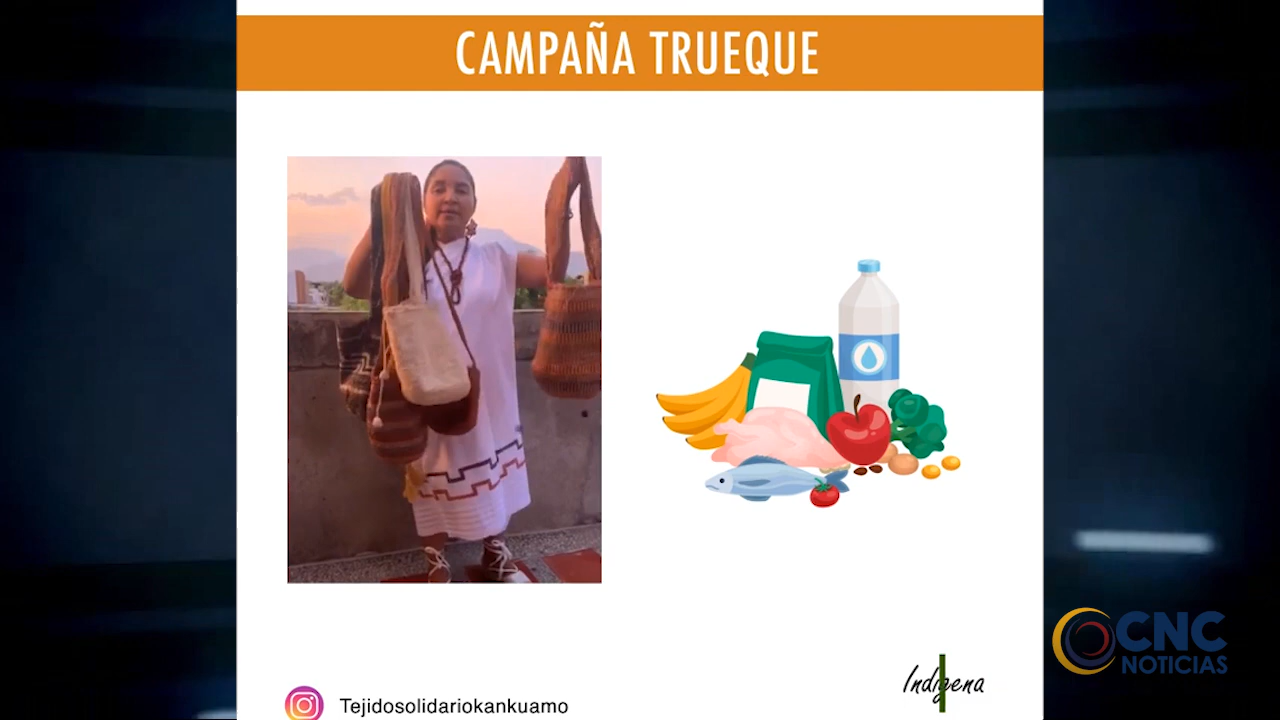 CAMPAÑA TRUEQUE
CNC
NOTICIAS
Indígena
Tejidosolidariokankuamo